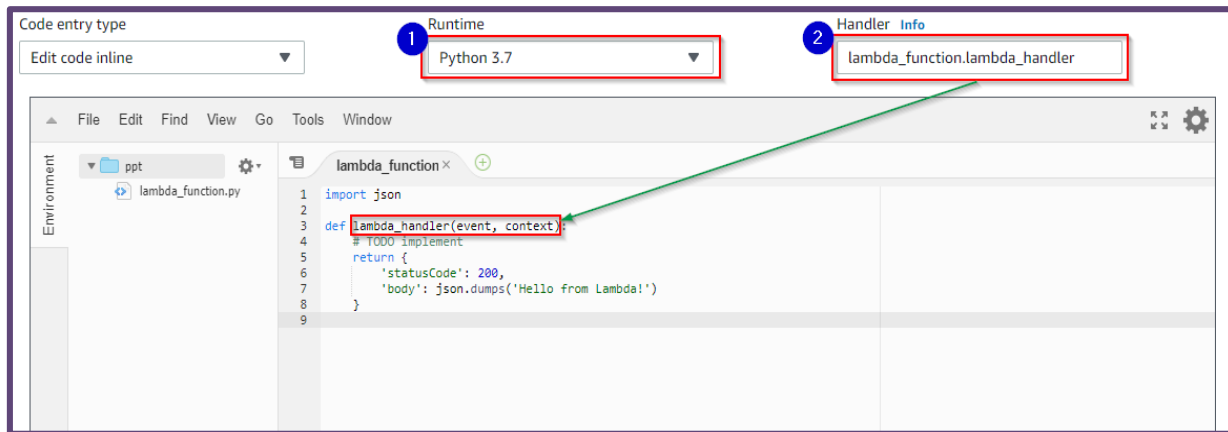 Code entry type
Runtime
Handler Info
1
2
Edit code inline
Python 3.7
lambda_function.lambda_handler
File Edit Find View Go Tools Window
Environment
ppt
lambda_function.py
lambda_function ×
1 import json
2
3 def lambda_handler(event, context):
4 # TODO implement
5 return {
6 'statusCode': 200,
7 'body': json.dumps('Hello from Lambda!')
8 }
9